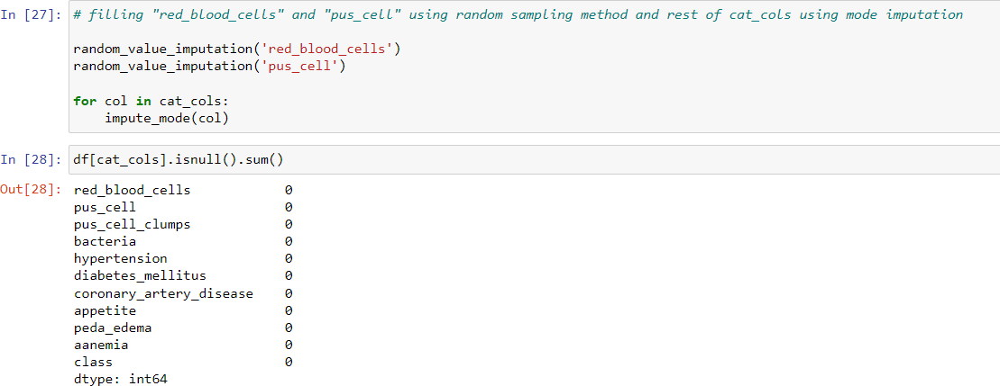 In [27]: # filling "red_blood_cells" and "pus_cell" using random sampling method and rest of cat_cols using mode imputation
random_value_imputation('red_blood_cells')
random_value_imputation('pus_cell')
for col in cat_cols:
    impute_mode(col)
In [28]: df[cat_cols].isnull().sum()
Out[28]: red_blood_cells 0
pus_cell 0
pus_cell_clumps 0
bacteria 0
hypertension 0
diabetes_mellitus 0
coronary_artery_disease 0
appetite 0
peda_edema 0
aanemia 0
class 0
dtype: int64